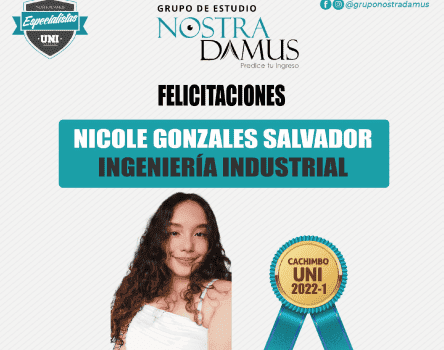 Especialistas
UNI
GRUPO DE ESTUDIO
NOSTRA
DAMUS
Predice tu Ingreso
@gruponostradamus
FELICITACIONES
NICOLE GONZALES SALVADOR
INGENIERÍA INDUSTRIAL
CACHIMBO
UNI
2022-1